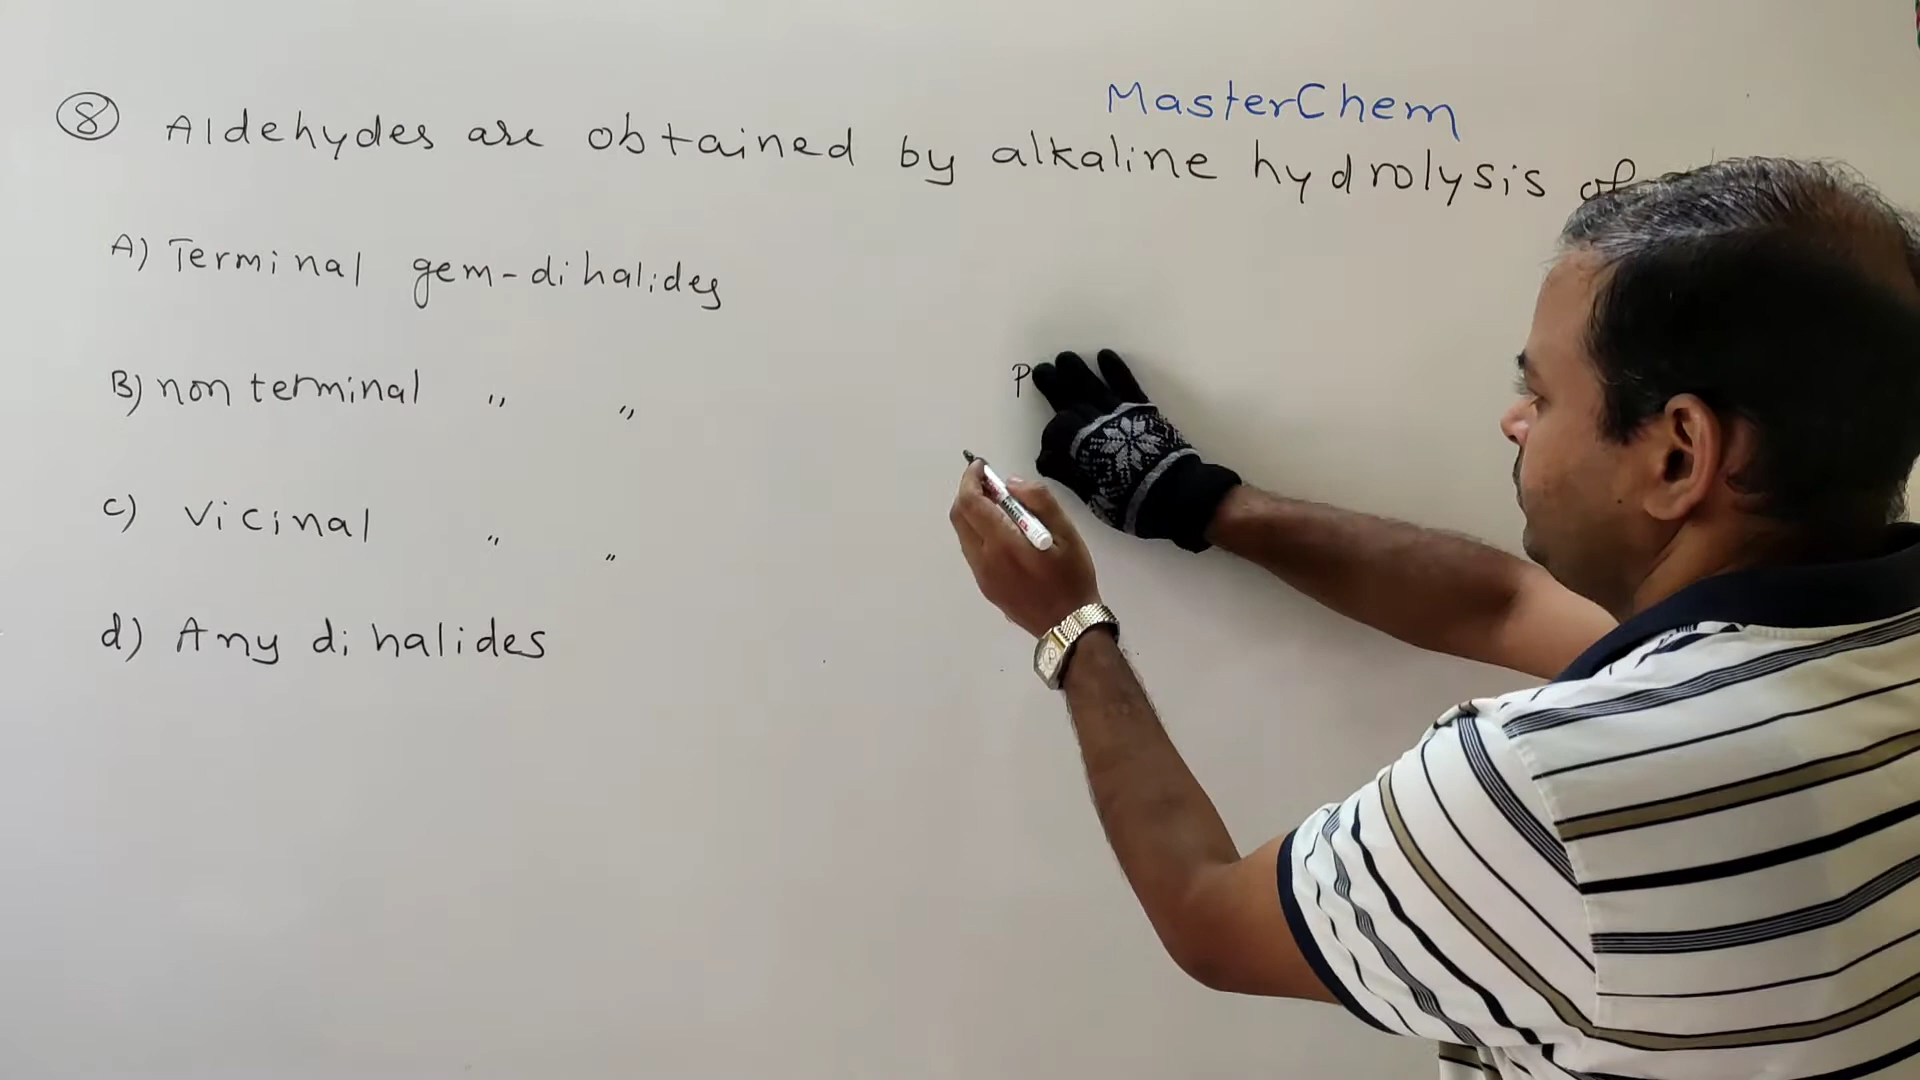 MasterChem
⑧ Aldehydes are obtained by alkaline hydrolysis of
A) Terminal gem-dihalides
B) non terminal " "
c) vicinal " "
d) Any dihalides
P